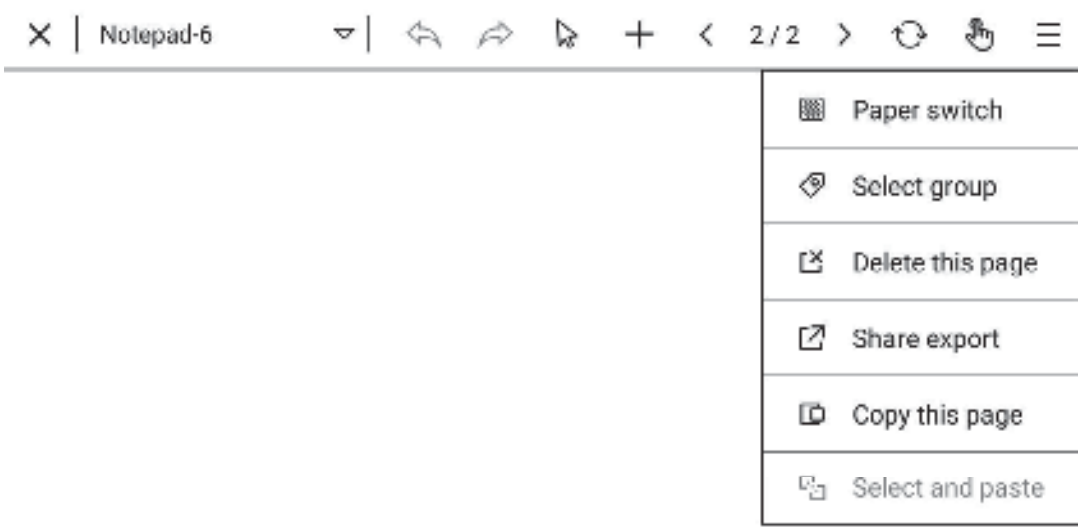 Notepad-6 2/2
Paper switch
Select group
Delete this page
Share export
Copy this page
Select and paste